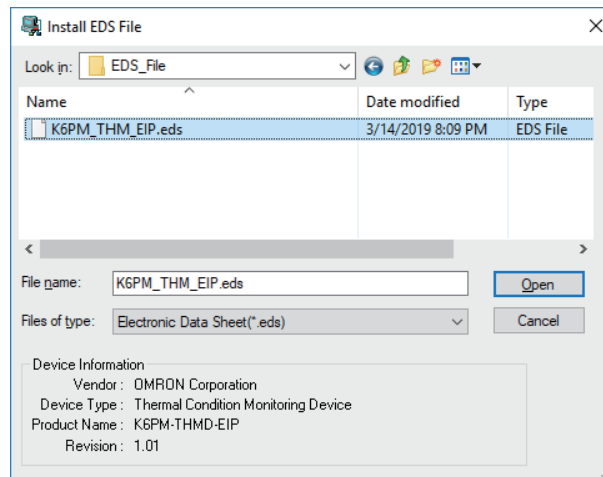 Install EDS File
Look in: EDS_File
Name Date modified Type
K6PM_THM_EIP.eds 3/14/2019 8:09 PM EDS File
File name: K6PM_THM_EIP.eds Open
Files of type: Electronic Data Sheet(*.eds) Cancel
Device Information
Vendor : OMRON Corporation
Device Type : Thermal Condition Monitoring Device
Product Name : K6PM-THMD-EIP
Revision : 1.01